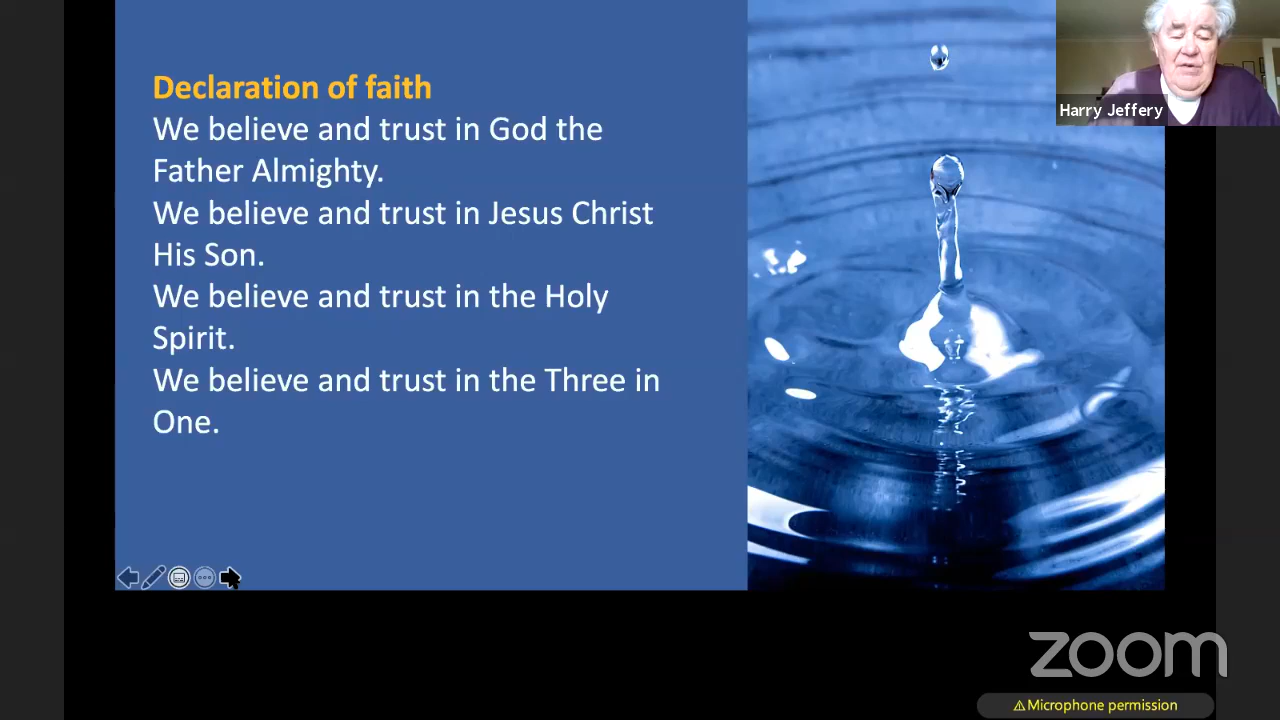 Declaration of faith
We believe and trust in God the
Father Almighty.
We believe and trust in Jesus Christ
His Son.
We believe and trust in the Holy
Spirit.
We believe and trust in the Three in
One.
Harry Jeffery
zoom
⚠Microphone permission